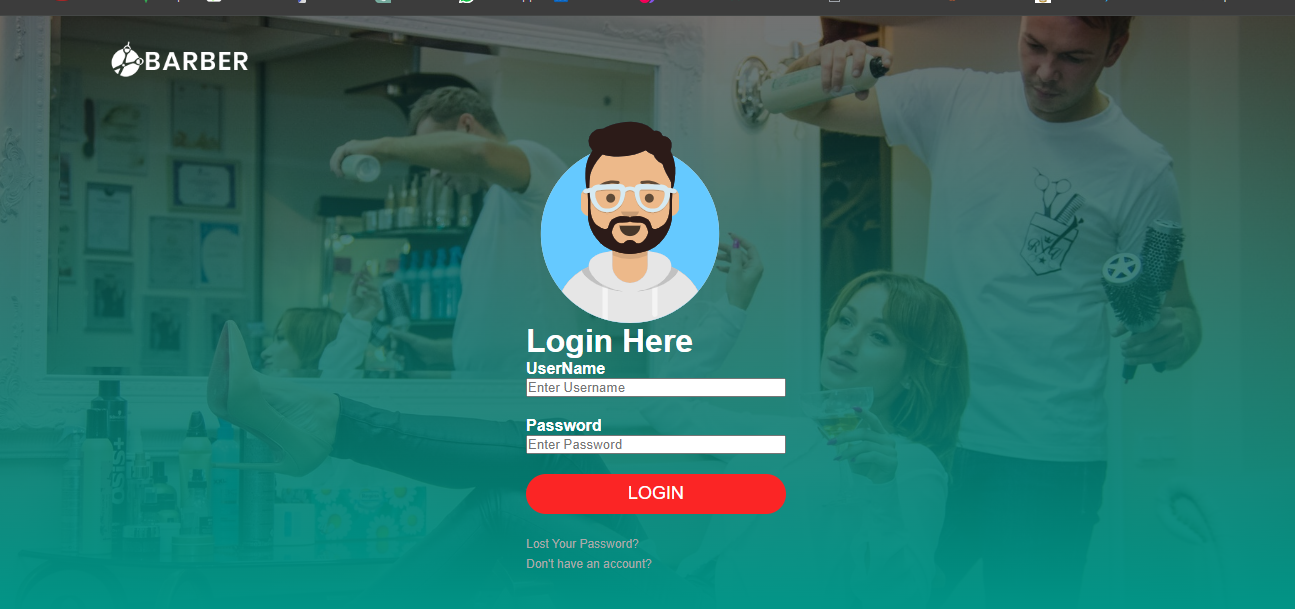 BARBER
Login Here
UserName
Enter Username
Password
Enter Password
LOGIN
Lost Your Password?
Don't have an account?